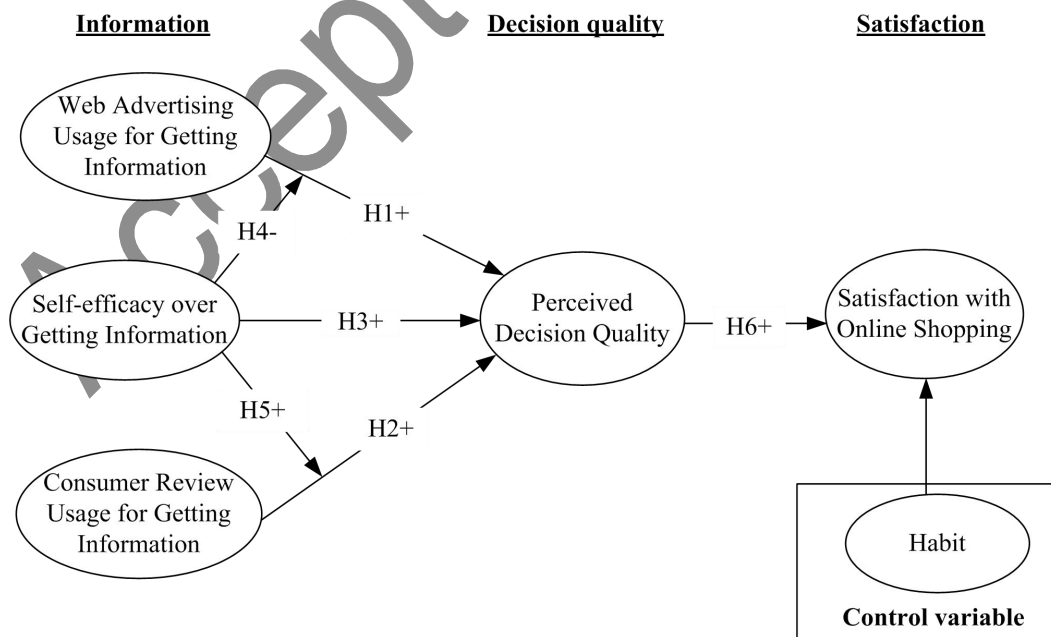 Information
Decision quality
Satisfaction
Web Advertising
Usage for Getting
Information
H4-
H1+
Self-efficacy over
Getting Information
H3+
Perceived
Decision Quality
H6+
Satisfaction with
Online Shopping
H5+
H2+
Consumer Review
Usage for Getting
Information
Habit
Control variable
Accept